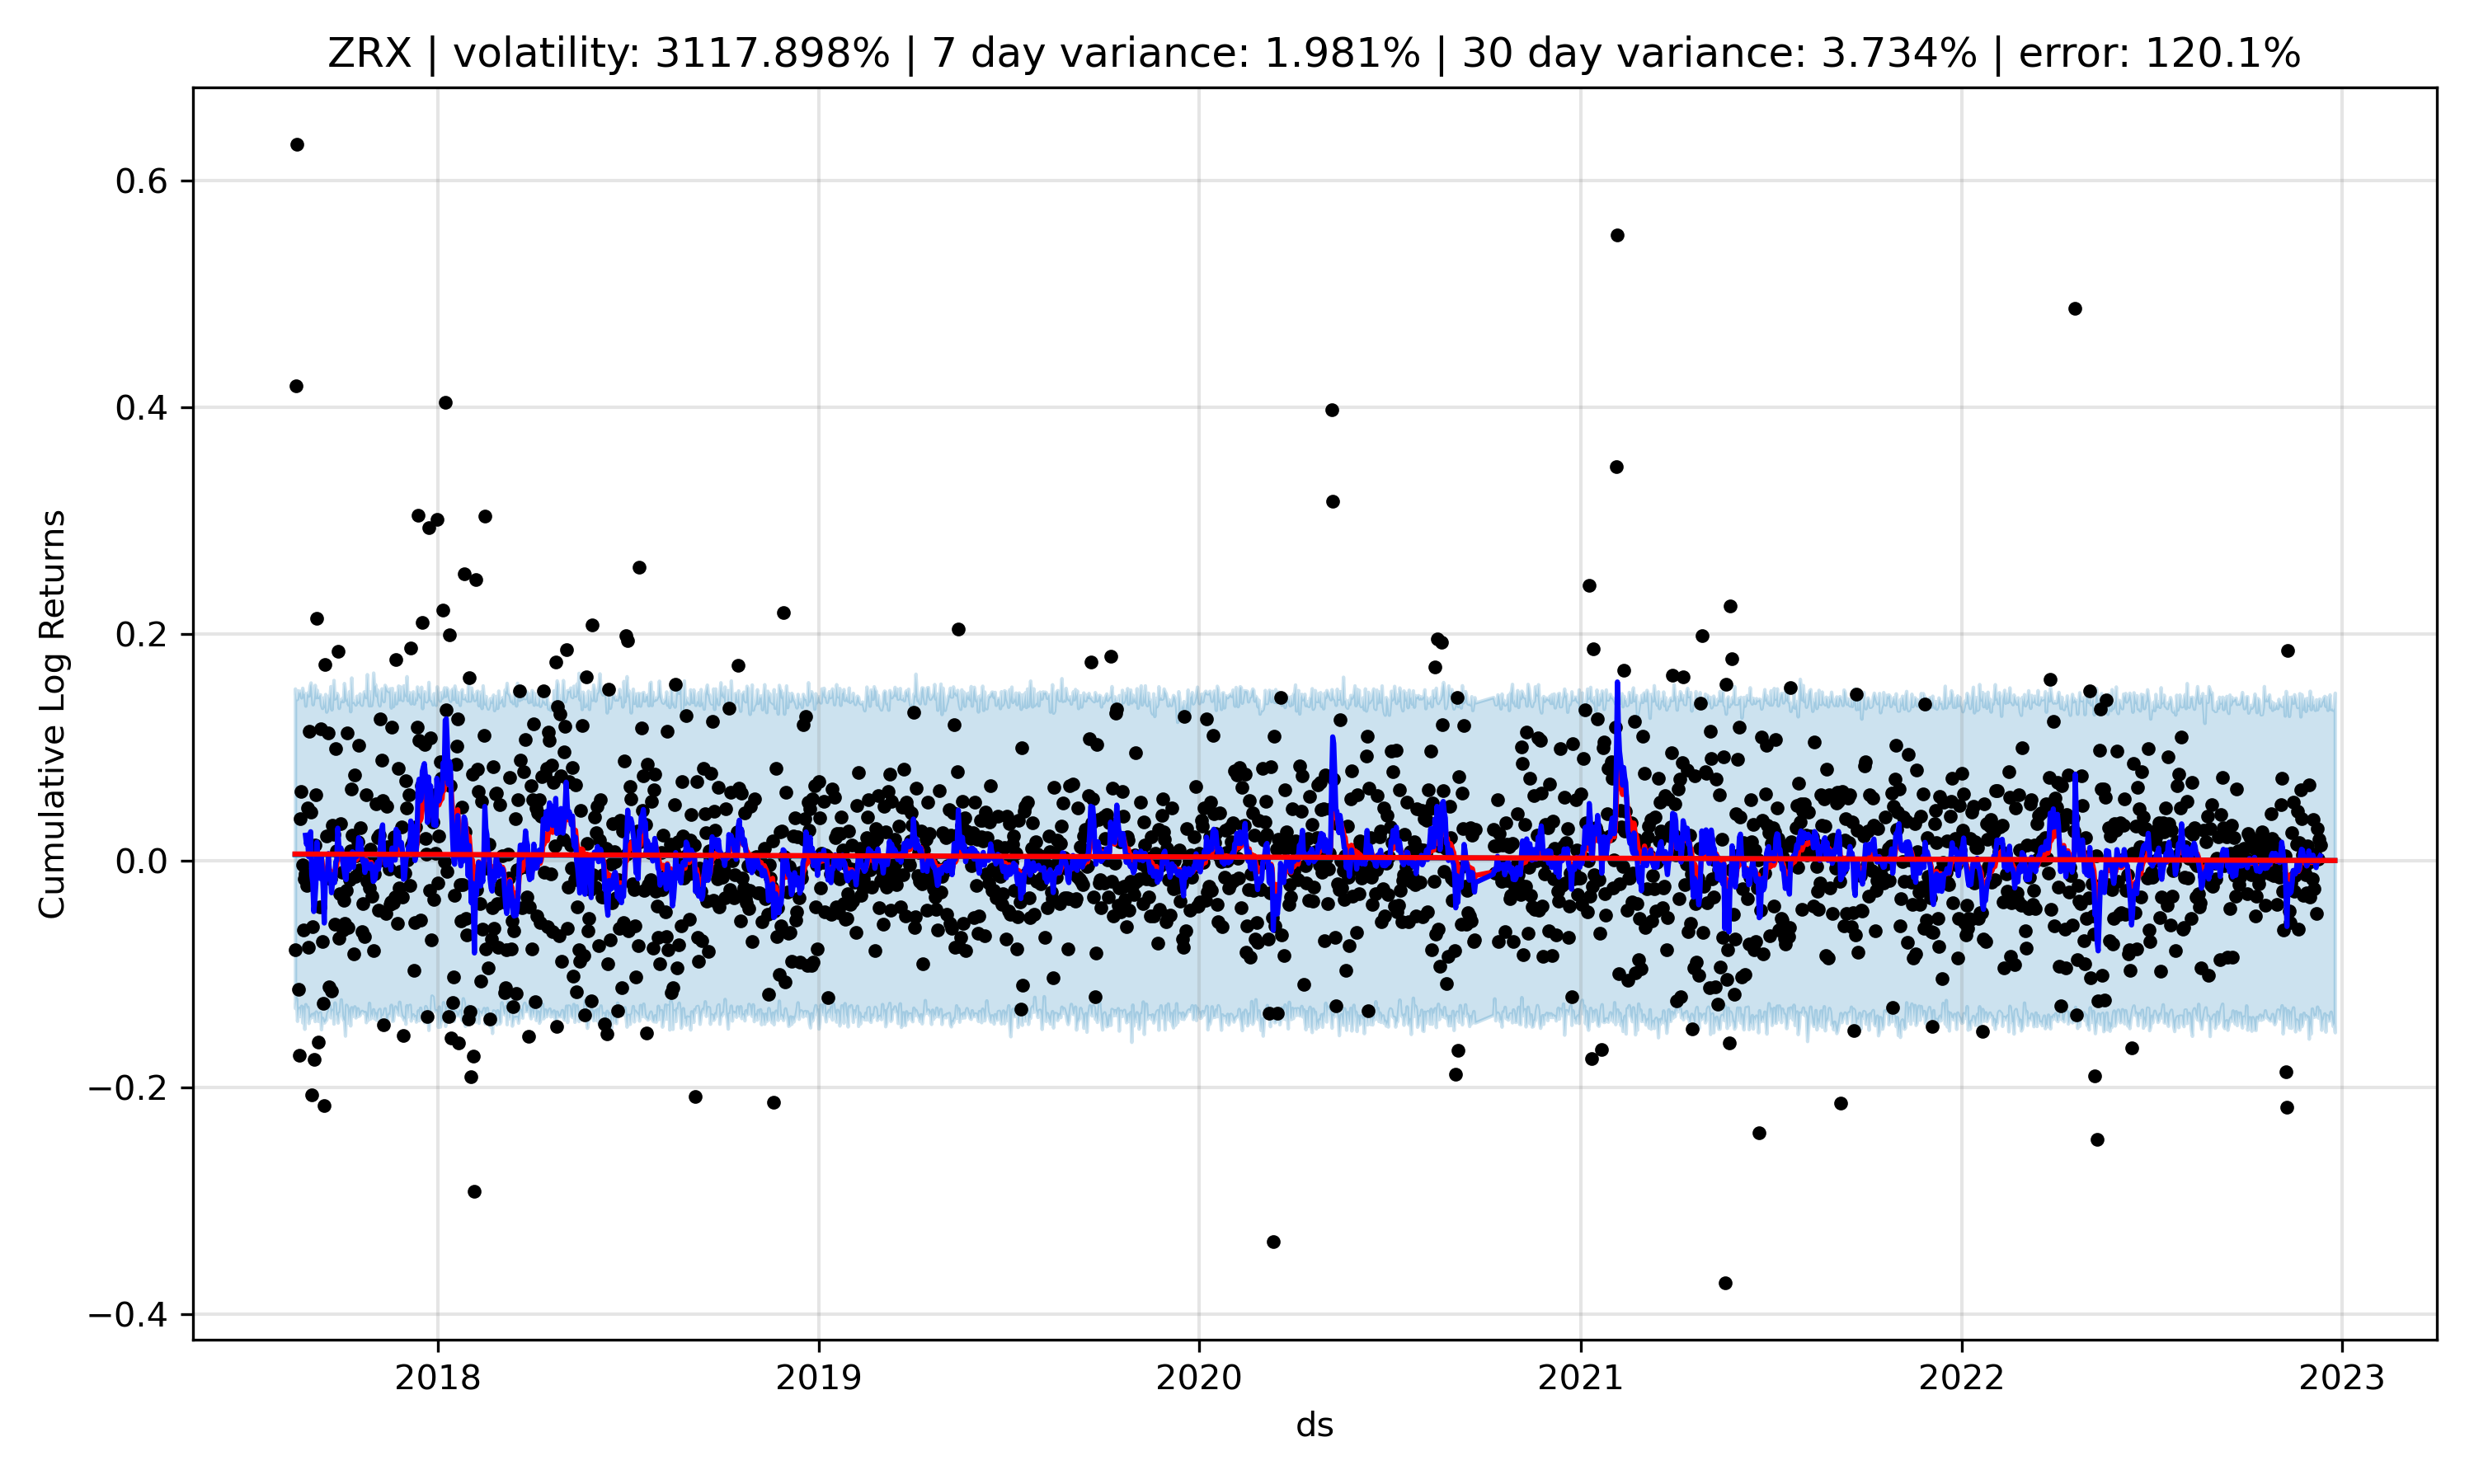 ZRX | volatility: 3117.898% | 7 day variance: 1.981% | 30 day variance: 3.734% | error: 120.1%
Cumulative Log Returns
0.6
0.4
0.2
0.0
−0.2
−0.4
2018 2019 2020 2021 2022 2023
ds